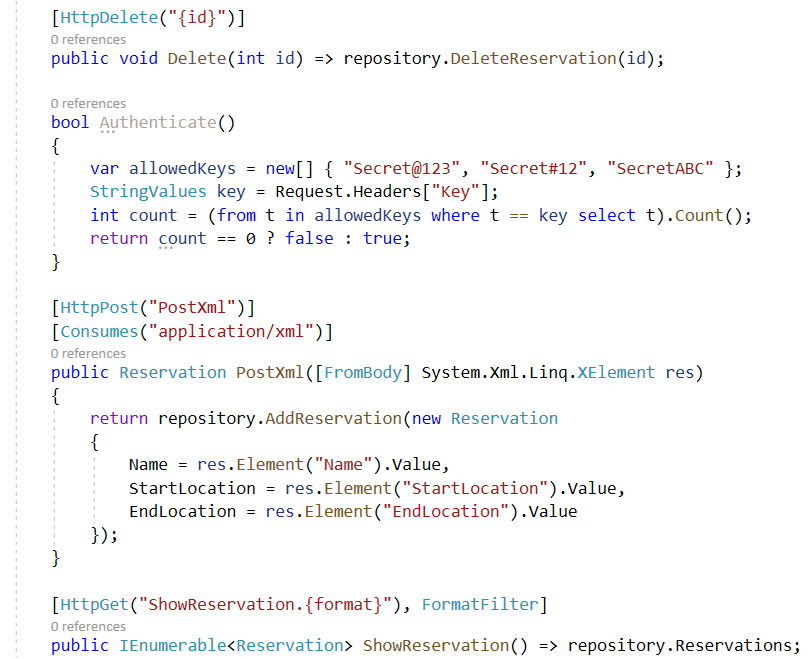 [HttpDelete("{id}")]
0 references
public void Delete(int id) => repository.DeleteReservation(id);
0 references
bool Authenticate()
{
var allowedKeys = new[] { "Secret@123", "Secret#12", "SecretABC" };
StringValues key = Request.Headers["Key"];
int count = (from t in allowedKeys where t == key select t).Count();
return count == 0 ? false : true;
}
[HttpPost("PostXml")]
[Consumes("application/xml")]
0 references
public Reservation PostXml([FromBody] System.Xml.Linq.XElement res)
{
return repository.AddReservation(new Reservation
{
Name = res.Element("Name").Value,
StartLocation = res.Element("StartLocation").Value,
EndLocation = res.Element("EndLocation").Value
});
}
[HttpGet("ShowReservation.{format}"), FormatFilter]
0 references
public IEnumerable<Reservation> ShowReservation() => repository.Reservations;